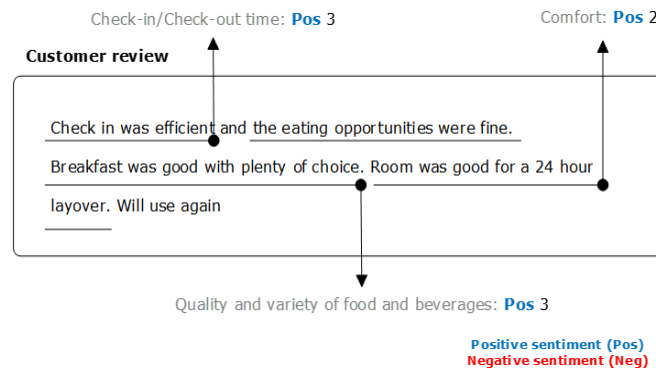 Check-in/Check-out time: Pos 3
Comfort: Pos 2
Customer review
Check in was efficient and the eating opportunities were fine.
Breakfast was good with plenty of choice. Room was good for a 24 hour
layover. Will use again
Quality and variety of food and beverages: Pos 3
Positive sentiment (Pos)
Negative sentiment (Neg)